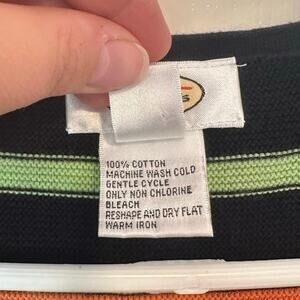 100% COTTON
MACHINE WASH COLD
GENTLE CYCLE
ONLY NON CHLORINE
BLEACH
RESHAPE AND DRY FLAT
WARM IRON